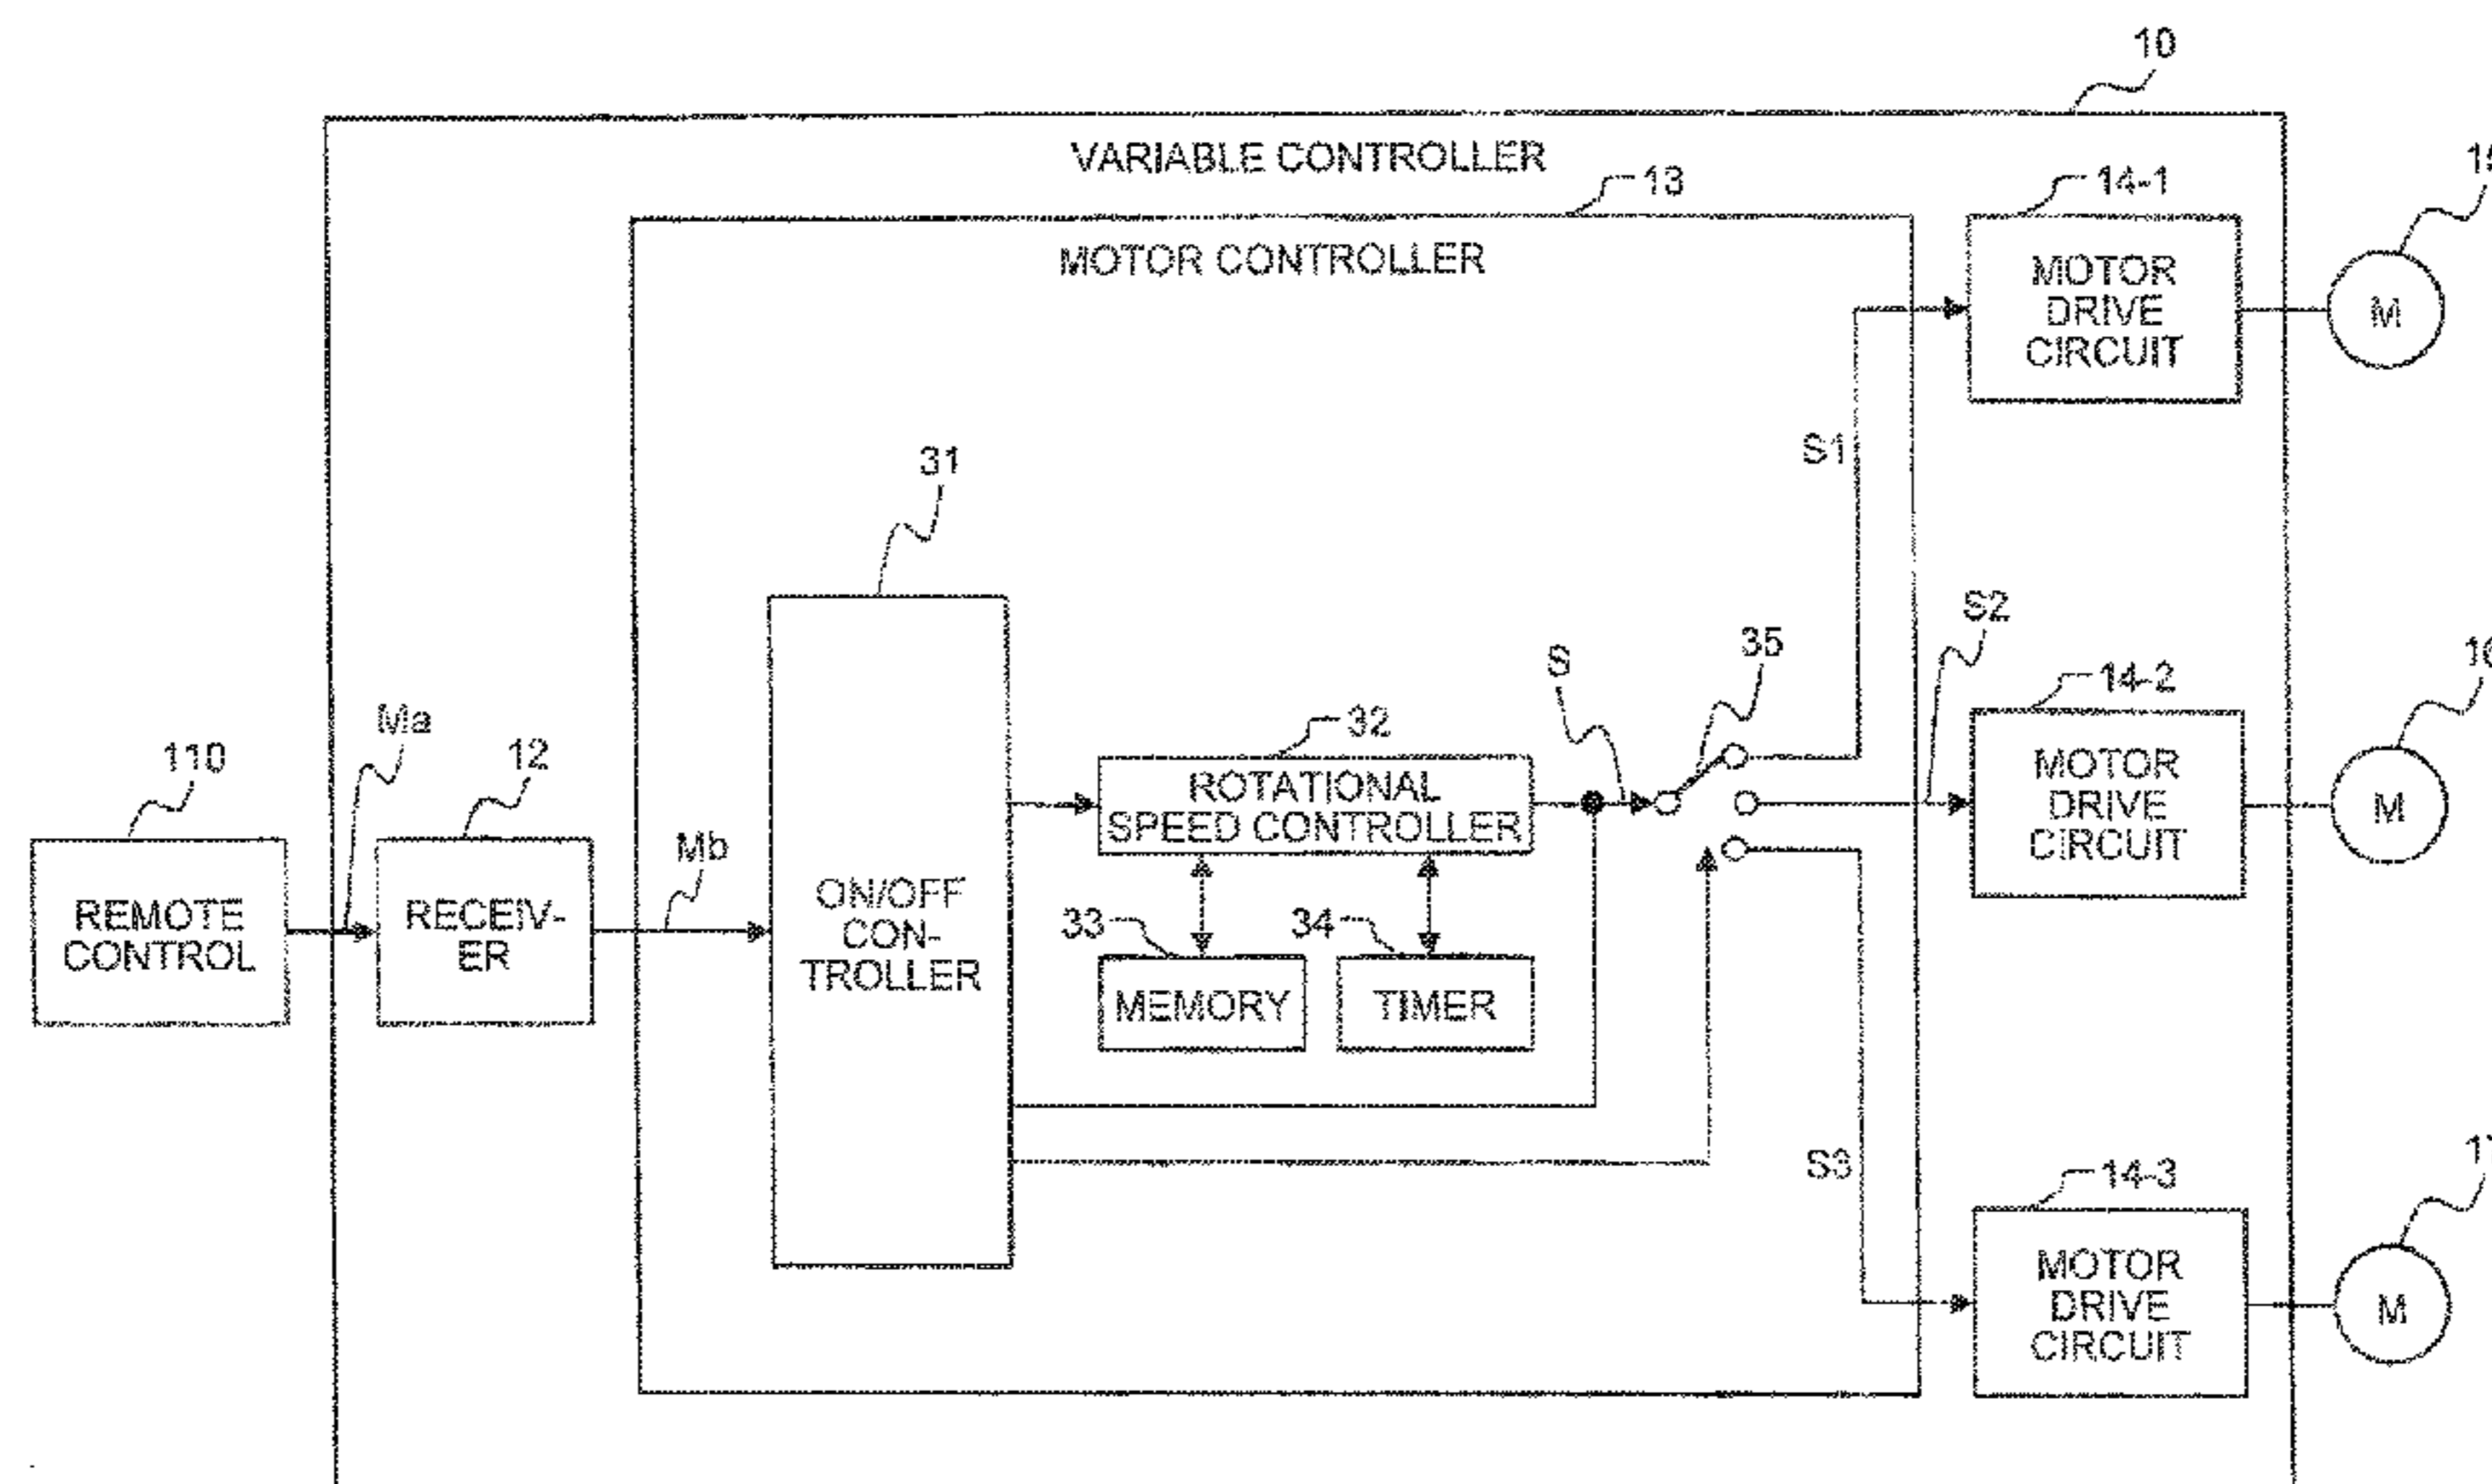 10
VARIABLE CONTROLLER
13
14-1
MOTOR CONTROLLER
MOTOR
DRIVE
CIRCUIT
M
S1
31
S2
35
S
14-2
Ma
32
110
12
ROTATIONAL
SPEED CONTROLLER
MOTOR
DRIVE
CIRCUIT
M
Mb
REMOTE
CONTROL
RECEIV-
ER
ON/OFF
CON-
TROLLER
33
34
MEMORY
TIMER
S3
14-3
MOTOR
DRIVE
CIRCUIT
M